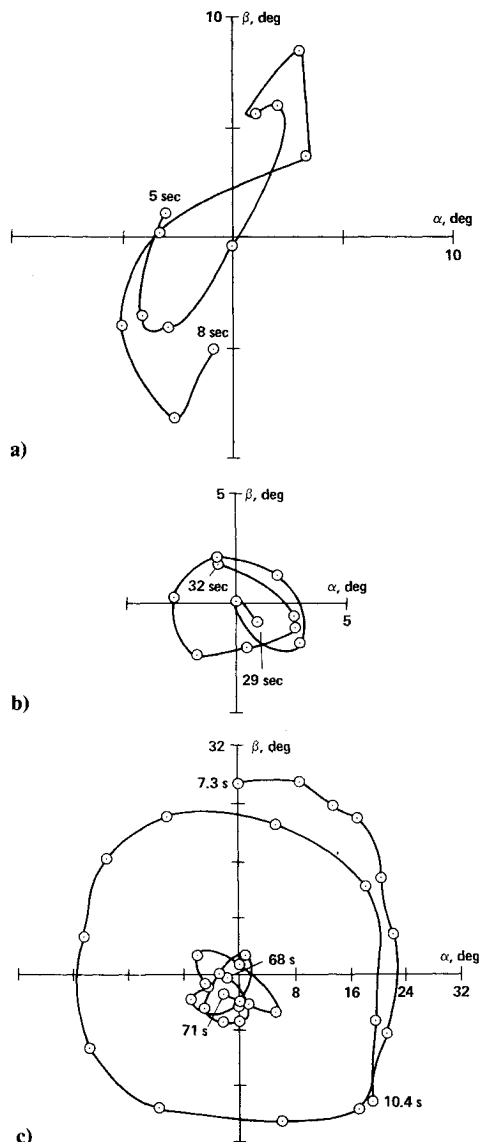 10
β, deg
5 sec
α, deg
10
8 sec
a)
5
β, deg
32 sec
α, deg
5
29 sec
b)
32
β, deg
7.3 s
68 s
α, deg
8 16 24 32
71 s
10.4 s
c)